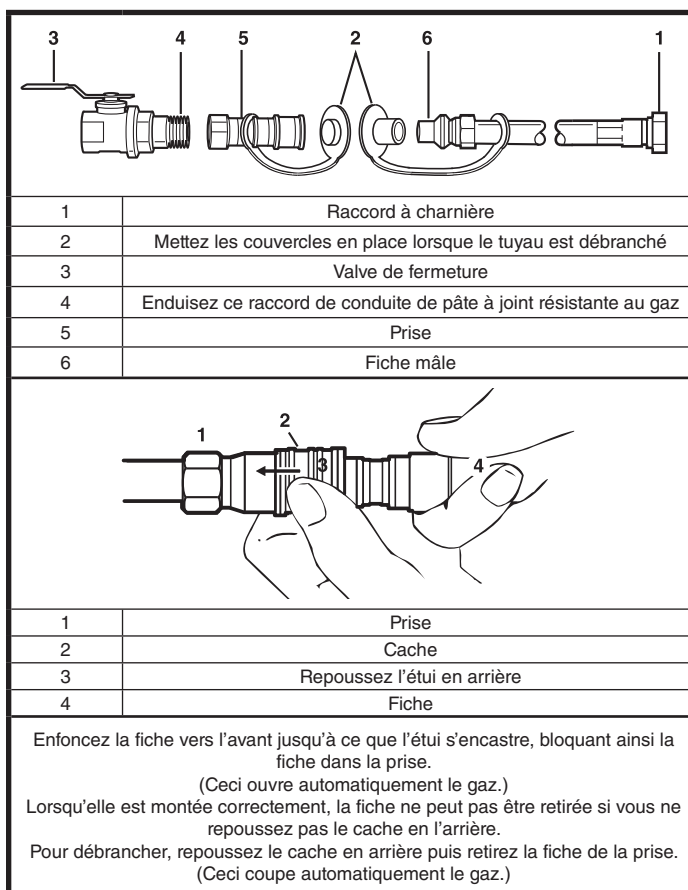 3 4 5 2 6 1
1 Raccord à charnière
2 Mettez les couvercles en place lorsque le tuyau est débranché
3 Valve de fermeture
4 Enduisez ce raccord de conduite de pâte à joint résistante au gaz
5 Prise
6 Fiche mâle
2
1
3 4
1 Prise
2 Cache
3 Repoussez l'étui en arrière
4 Fiche
Enfoncez la fiche vers l'avant jusqu'à ce que l'étui s'encastre, bloquant ainsi la
fiche dans la prise.
(Ceci ouvre automatiquement le gaz.)
Lorsqu'elle est montée correctement, la fiche ne peut pas être retirée si vous ne
repoussez pas le cache en l'arrière.
Pour débrancher, repoussez le cache en arrière puis retirez la fiche de la prise.
(Ceci coupe automatiquement le gaz.)